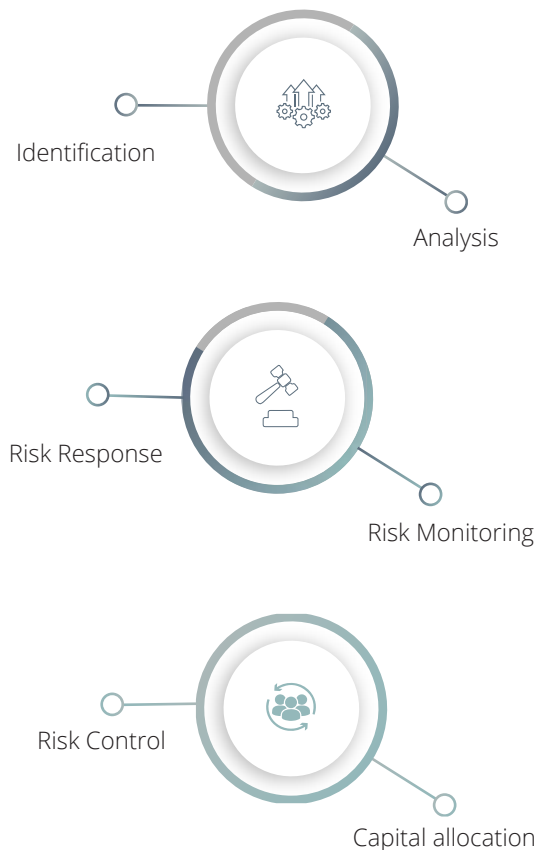 Identification
Analysis
Risk Response
Risk Monitoring
Risk Control
Capital allocation